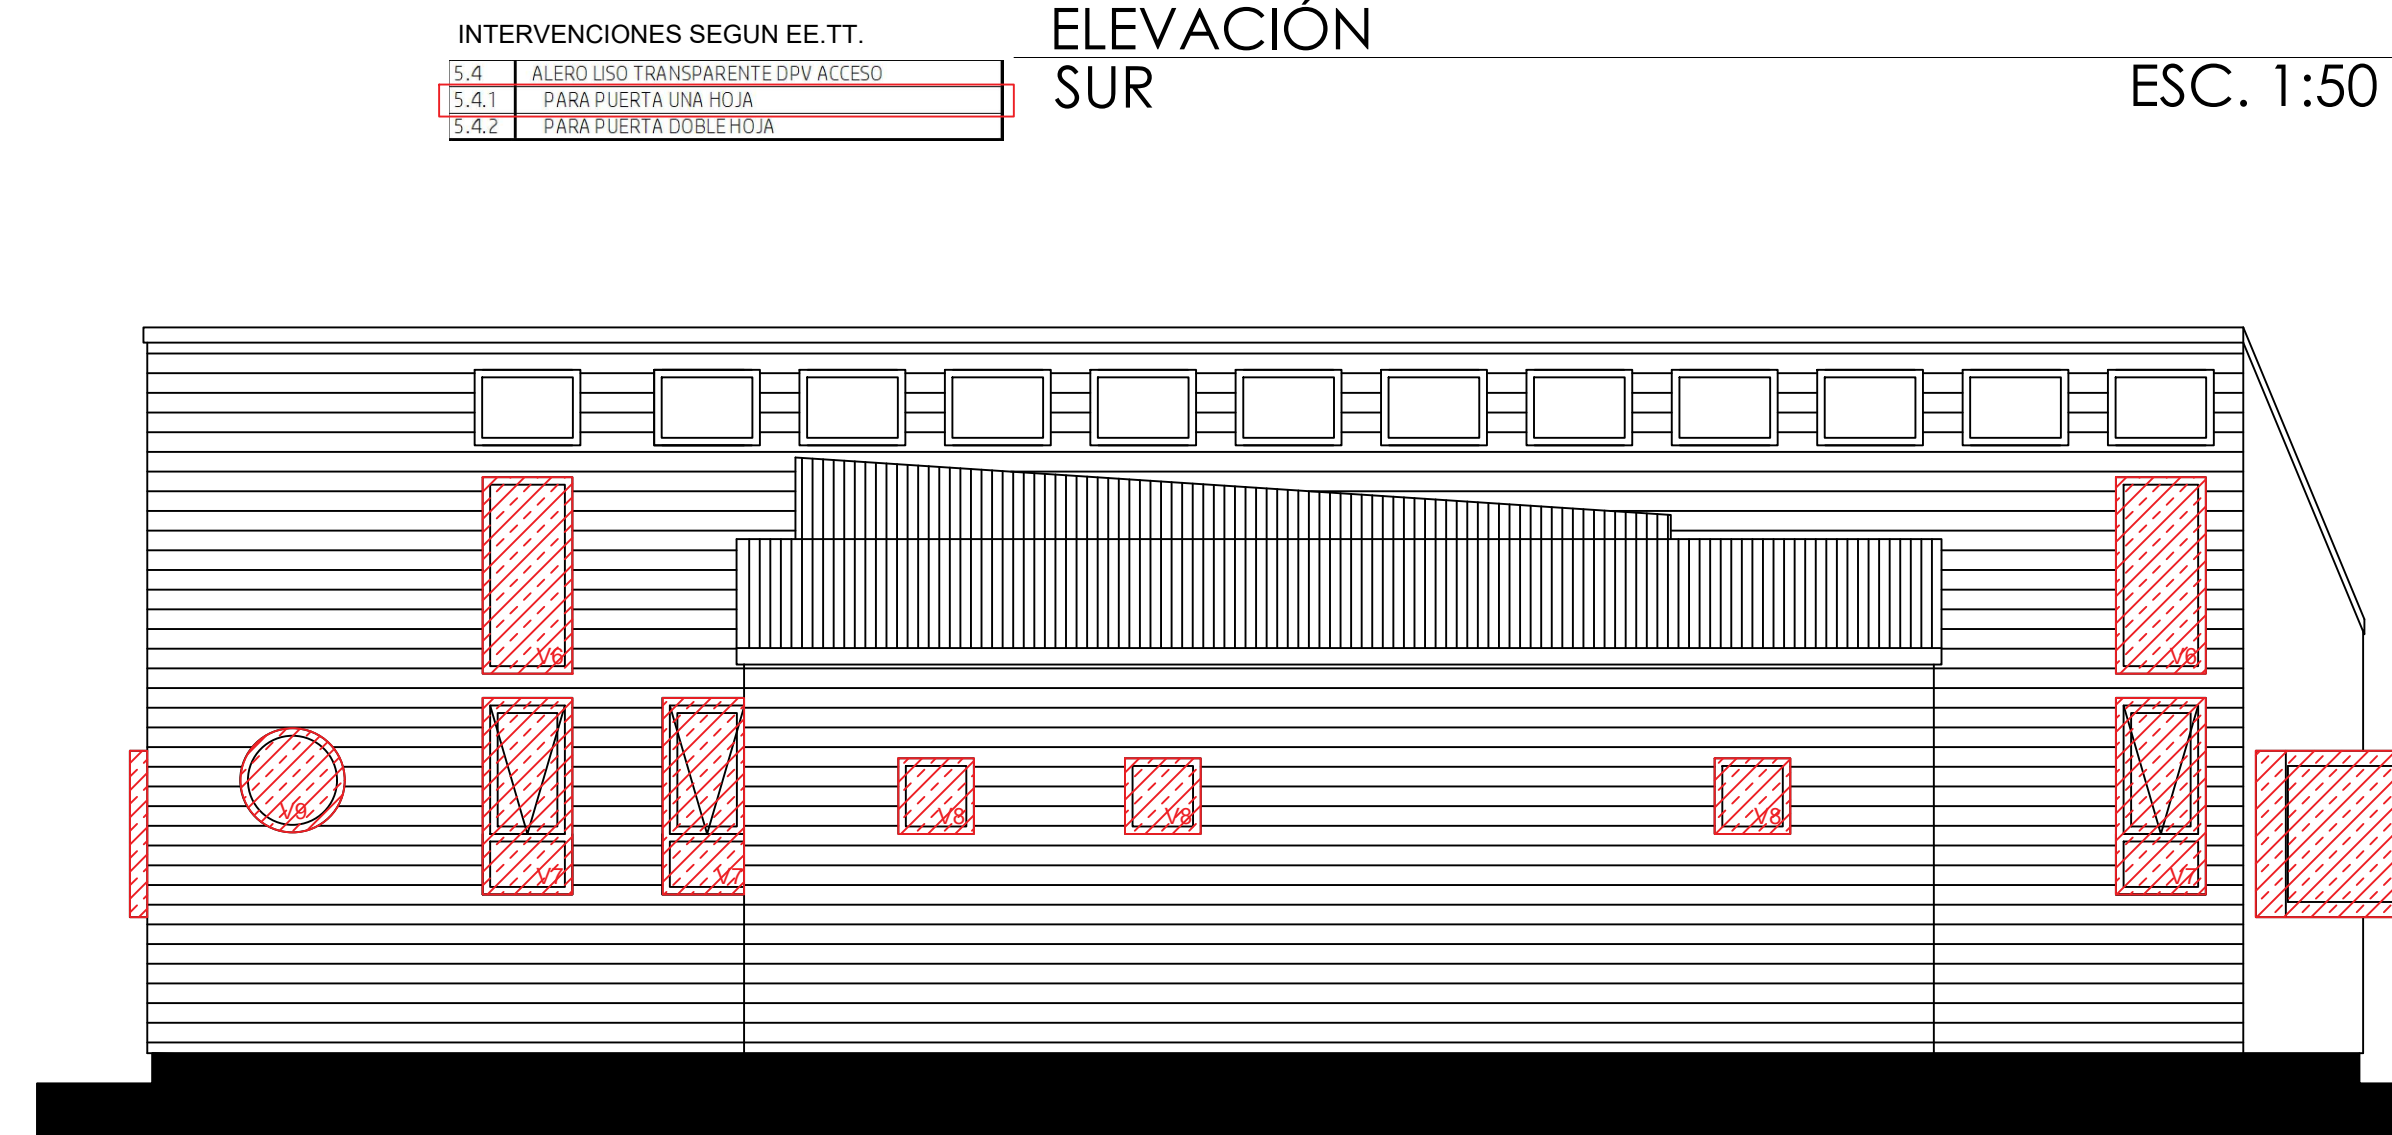 INTERVENCIONES SEGUN EE.TT.
5.4 ALERO LISO TRANSPARENTE DPV ACCESO
5.4.1 PARA PUERTA UNA HOJA
5.4.2 PARA PUERTA DOBLE HOJA
ELEVACIÓN
SUR
ESC. 1:50
V6 V6
V9 V8 V8 V8
V7 V7 V7